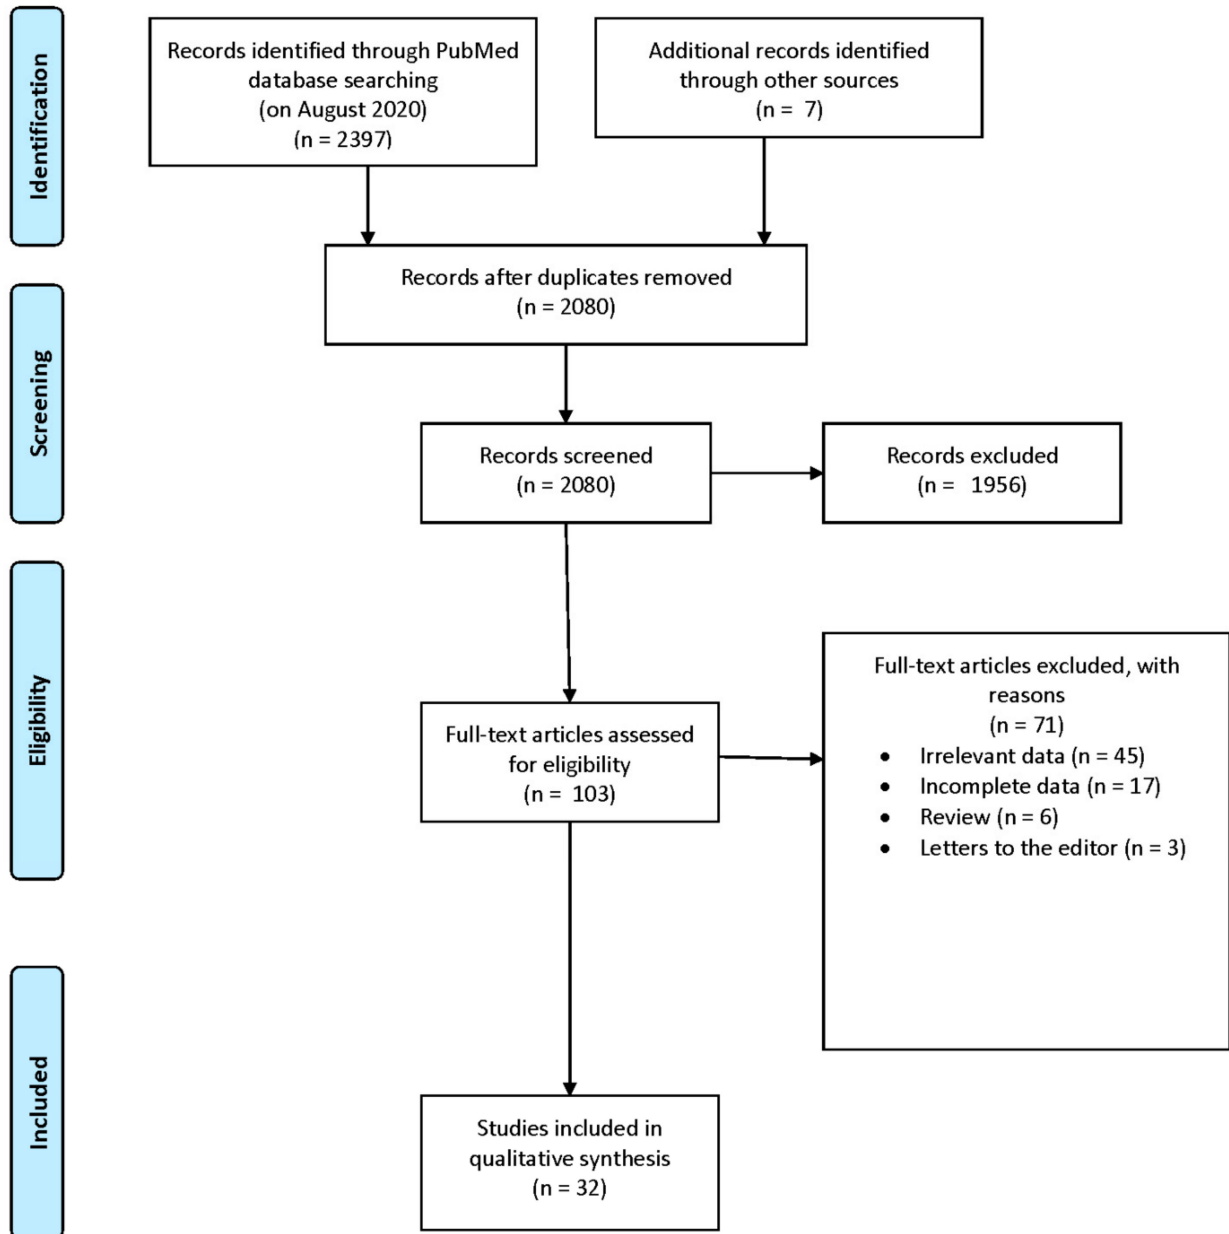 Identification
Records identified through PubMed
database searching
(on August 2020)
(n = 2397)
Additional records identified
through other sources
(n = 7)
Records after duplicates removed
(n = 2080)
Screening
Records screened
(n = 2080)
Records excluded
(n = 1956)
Eligibility
Full-text articles assessed
for eligibility
(n = 103)
Full-text articles excluded, with
reasons
(n = 71)
• Irrelevant data (n = 45)
• Incomplete data (n = 17)
• Review (n = 6)
• Letters to the editor (n = 3)
Included
Studies included in
qualitative synthesis
(n = 32)